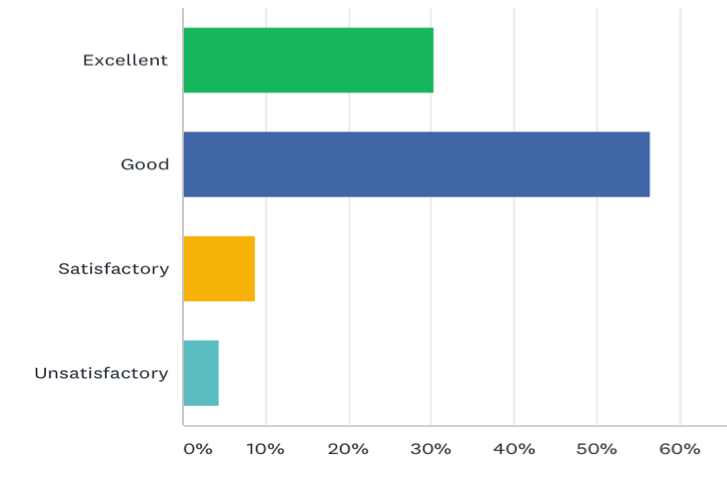 Excellent
Good
Satisfactory
Unsatisfactory
0% 10% 20% 30% 40% 50% 60%